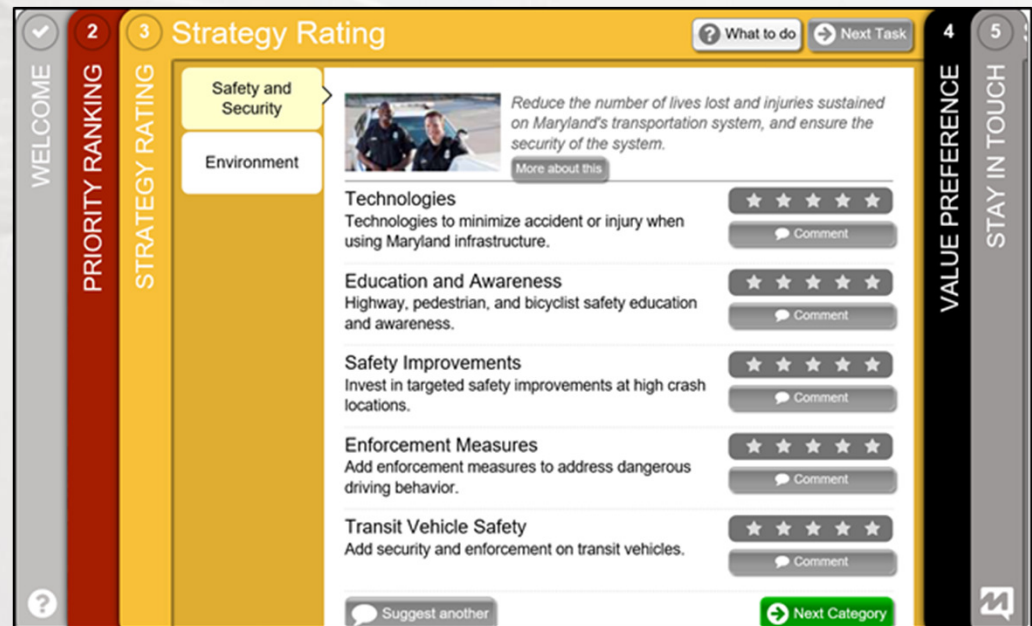 WELCOME
2
PRIORITY RANKING
3
STRATEGY RATING
Strategy Rating
What to do
Next Task
Safety and
Security
Environment
Reduce the number of lives lost and injuries sustained
on Maryland's transportation system, and ensure the
security of the system.
More about this
Technologies
Technologies to minimize accident or injury when
using Maryland infrastructure.
Comment
Education and Awareness
Highway, pedestrian, and bicyclist safety education
and awareness.
Comment
Safety Improvements
Invest in targeted safety improvements at high crash
locations.
Comment
Enforcement Measures
Add enforcement measures to address dangerous
driving behavior.
Comment
Transit Vehicle Safety
Add security and enforcement on transit vehicles.
Comment
Suggest another
Next Category
4
VALUE PREFERENCE
5
STAY IN TOUCH